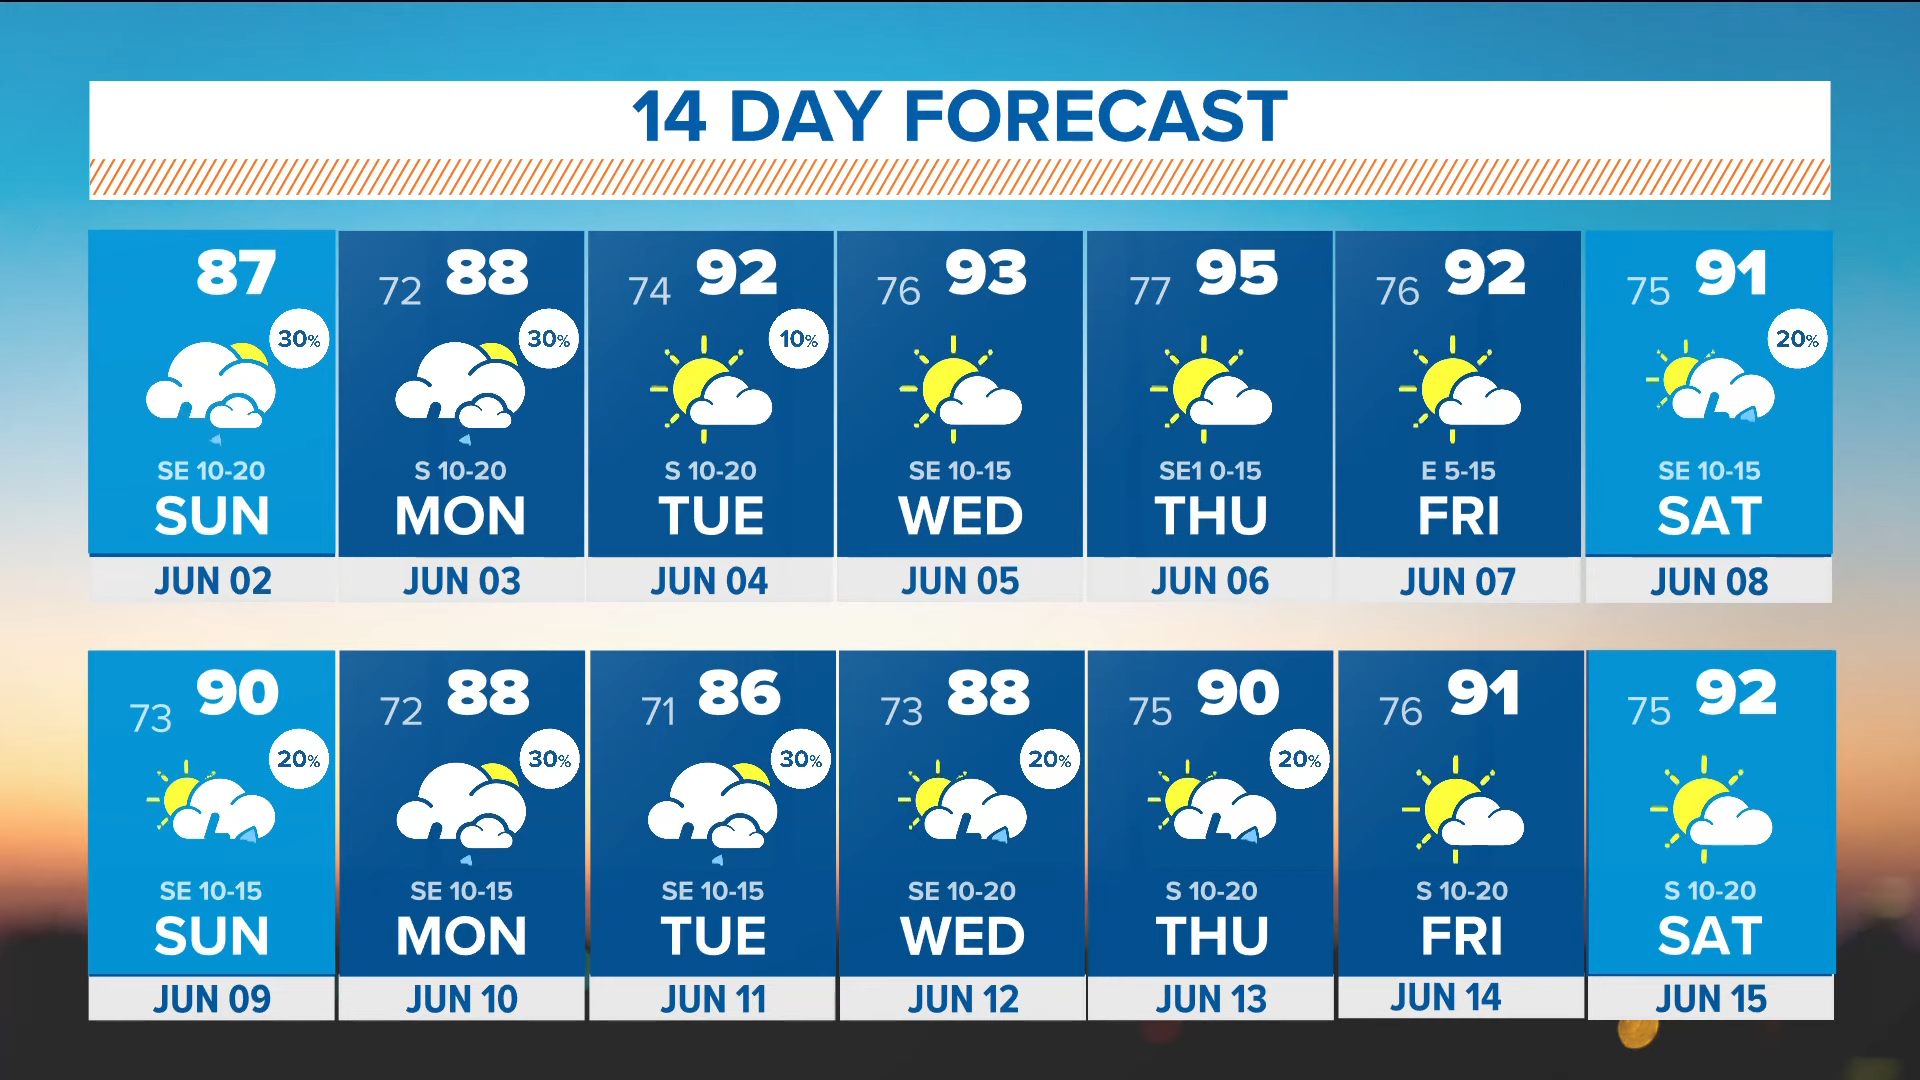 14 DAY FORECAST
87
30%
SE 10-20
SUN
JUN 02
72 88
30%
S 10-20
MON
JUN 03
74 92
10%
S 10-20
TUE
JUN 04
76 93
SE 10-15
WED
JUN 05
77 95
SE1 0-15
THU
JUN 06
76 92
E 5-15
FRI
JUN 07
75 91
20%
SE 10-15
SAT
JUN 08
73 90
20%
SE 10-15
SUN
JUN 09
72 88
30%
SE 10-15
MON
JUN 10
71 86
30%
SE 10-15
TUE
JUN 11
73 88
20%
SE 10-20
WED
JUN 12
75 90
20%
S 10-20
THU
JUN 13
76 91
S 10-20
FRI
JUN 14
75 92
S 10-20
SAT
JUN 15